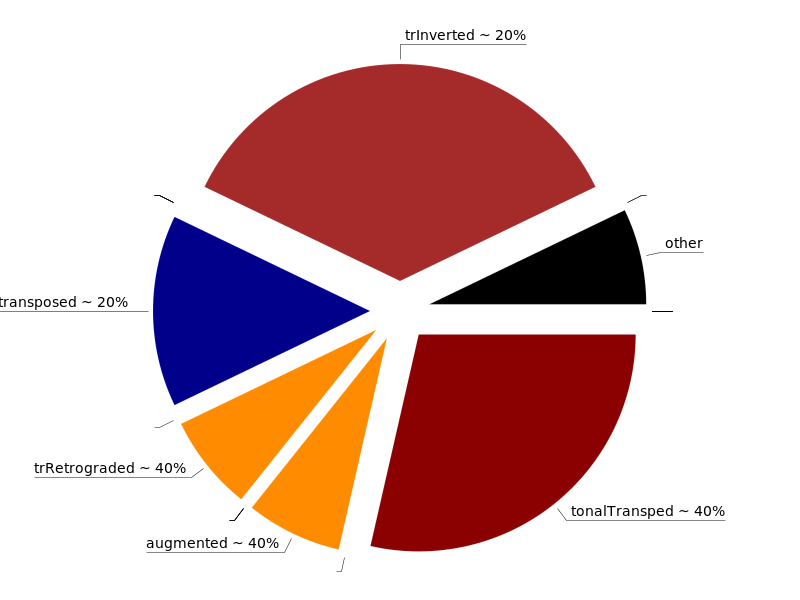 trInverted ~ 20%
other
transposed ~ 20%
trRetrograded ~ 40%
tonalTransped ~ 40%
augmented ~ 40%